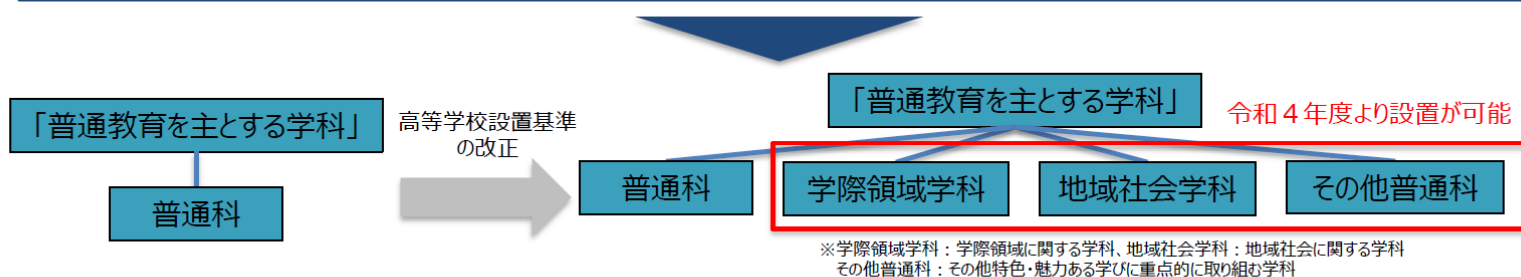 「普通教育を主とする学科」
普通科
高等学校設置基準
の改正
「普通教育を主とする学科」
令和４年度より設置が可能
普通科
学際領域学科
地域社会学科
その他普通科
※学際領域学科：学際領域に関する学科、地域社会学科：地域社会に関する学科
その他普通科：その他特色・魅力ある学びに重点的に取り組む学科